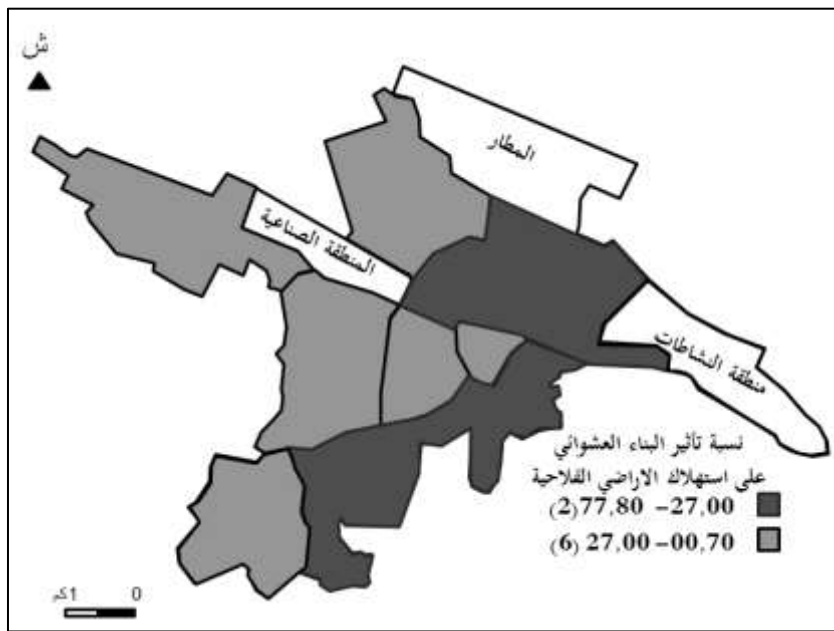 ش
المطار
المنطقة الصناعية
منطقة النشاطات
نسبة تأثير البناء العشوائي
على استهلاك الاراضي الفلاحية
(2) 77,80 – 27,00
(6) 27,00 – 00,70
0 1كم